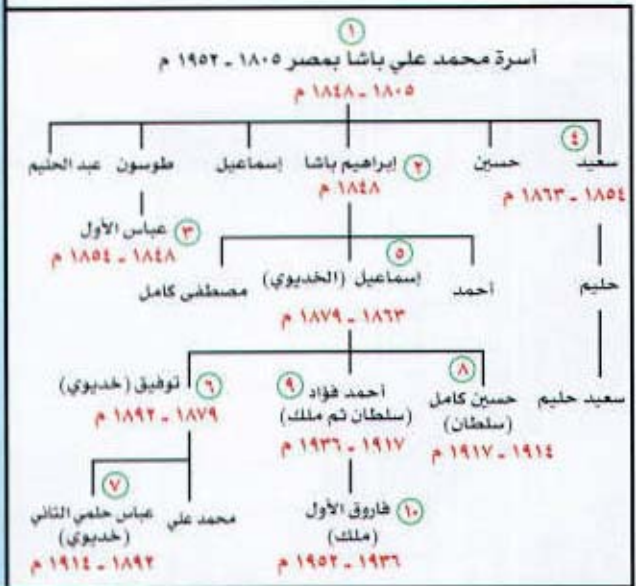 ١
أسرة محمد علي باشا بمصر ١٨٠٥ ـ ١٩٥٢ م
١٨٠٥ ـ ١٨٤٨ م
٤ سعيد
١٨٥٤ ـ ١٨٦٣ م
حسين
٢ إبراهيم باشا
١٨٤٨ م
إسماعيل
طوسون
عبد الحليم
٣ عباس الأول
١٨٤٨ ـ ١٨٥٤ م
حليم
أحمد
٥
إسماعيل (الخديوي)
١٨٦٣ ـ ١٨٧٩ م
مصطفى كامل
سعيد حليم
٨
حسين كامل
(سلطان)
١٩١٤ ـ ١٩١٧ م
٩ أحمد فؤاد
(سلطان ثم ملك)
١٩١٧ ـ ١٩٣٦ م
٦ توفيق (خديوي)
١٨٧٩ ـ ١٨٩٢ م
١٠ فاروق الأول
(ملك)
١٩٣٦ ـ ١٩٥٢ م
محمد علي
٧
عباس حلمي الثاني
(خديوي)
١٨٩٢ ـ ١٩١٤ م